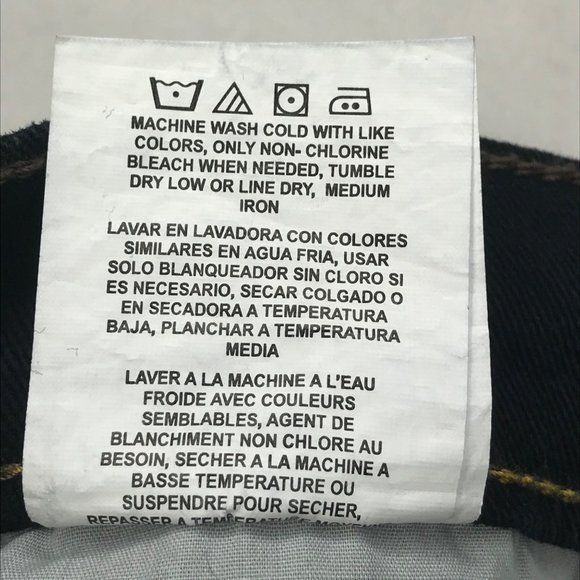 MACHINE WASH COLD WITH LIKE
COLORS, ONLY NON- CHLORINE
BLEACH WHEN NEEDED, TUMBLE
DRY LOW OR LINE DRY, MEDIUM
IRON
LAVAR EN LAVADORA CON COLORES
SIMILARES EN AGUA FRIA, USAR
SOLO BLANQUEADOR SIN CLORO SI
ES NECESARIO, SECAR COLGADO O
EN SECADORA A TEMPERATURA
BAJA, PLANCHAR A TEMPERATURA
MEDIA
LAVER A LA MACHINE A L'EAU
FROIDE AVEC COULEURS
SEMBLABLES, AGENT DE
BLANCHIMENT NON CHLORE AU
BESOIN, SECHER A LA MACHINE A
BASSE TEMPERATURE OU
SUSPENDRE POUR SECHER,
REPASSER A TEMPERATURE